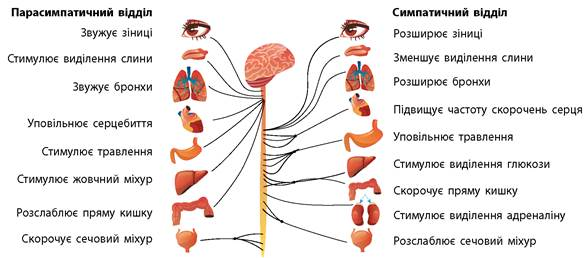 Парасимпатичний відділ
Звужує зіниці
Стимулює виділення слини
Звужує бронхи
Уповільнює серцебиття
Стимулює травлення
Стимулює жовчний міхур
Розслаблює пряму кишку
Скорочує сечовий міхур
Симпатичний відділ
Розширює зіниці
Зменшує виділення слини
Розширює бронхи
Підвищує частоту скорочень серця
Уповільнює травлення
Стимулює виділення глюкози
Скорочує пряму кишку
Стимулює виділення адреналіну
Розслаблює сечовий міхур